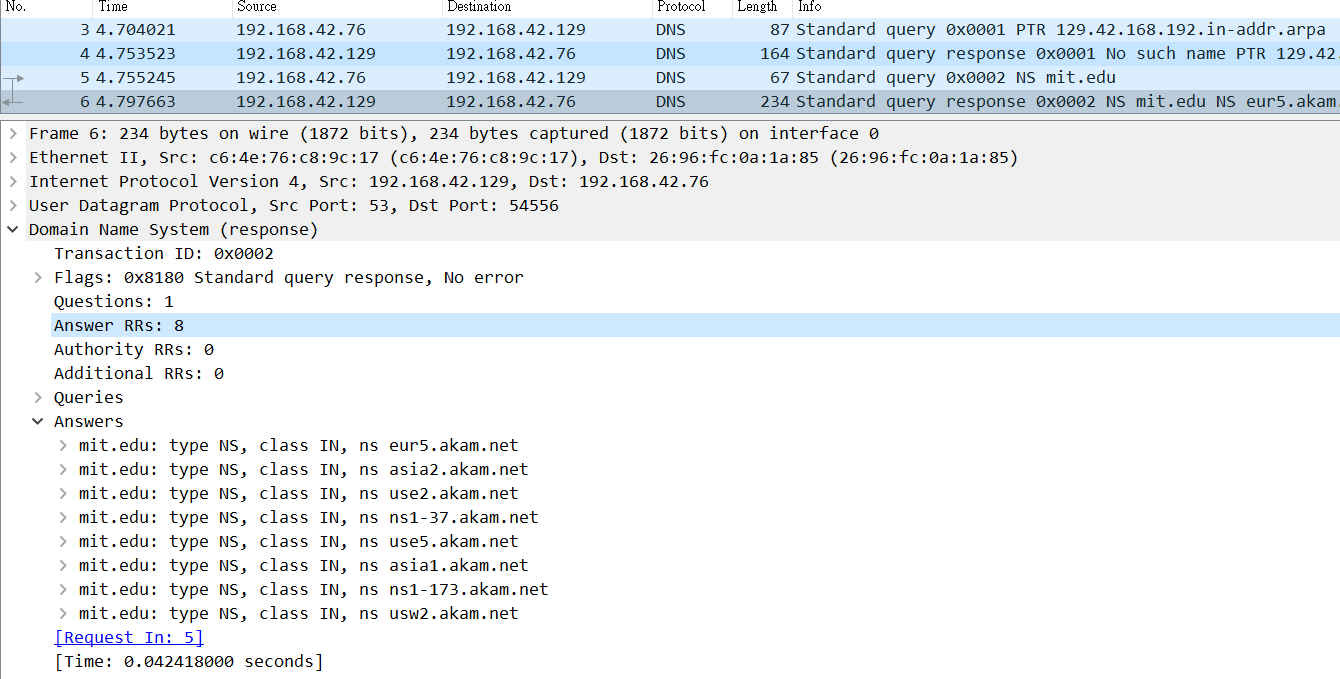 No. Time Source Destination Protocol Length Info
3 4.704021 192.168.42.76 192.168.42.129 DNS 87 Standard query 0x0001 PTR 129.42.168.192.in-addr.arpa
4 4.753523 192.168.42.129 192.168.42.76 DNS 164 Standard query response 0x0001 No such name PTR 129.42.
5 4.755245 192.168.42.76 192.168.42.129 DNS 67 Standard query 0x0002 NS mit.edu
6 4.797663 192.168.42.129 192.168.42.76 DNS 234 Standard query response 0x0002 NS mit.edu NS eur5.akam.
Frame 6: 234 bytes on wire (1872 bits), 234 bytes captured (1872 bits) on interface 0
Ethernet II, Src: c6:4e:76:c8:9c:17 (c6:4e:76:c8:9c:17), Dst: 26:96:fc:0a:1a:85 (26:96:fc:0a:1a:85)
Internet Protocol Version 4, Src: 192.168.42.129, Dst: 192.168.42.76
User Datagram Protocol, Src Port: 53, Dst Port: 54556
Domain Name System (response)
Transaction ID: 0x0002
Flags: 0x8180 Standard query response, No error
Questions: 1
Answer RRs: 8
Authority RRs: 0
Additional RRs: 0
Queries
Answers
mit.edu: type NS, class IN, ns eur5.akam.net
mit.edu: type NS, class IN, ns asia2.akam.net
mit.edu: type NS, class IN, ns use2.akam.net
mit.edu: type NS, class IN, ns ns1-37.akam.net
mit.edu: type NS, class IN, ns use5.akam.net
mit.edu: type NS, class IN, ns asia1.akam.net
mit.edu: type NS, class IN, ns ns1-173.akam.net
mit.edu: type NS, class IN, ns usw2.akam.net
[Request In: 5]
[Time: 0.042418000 seconds]